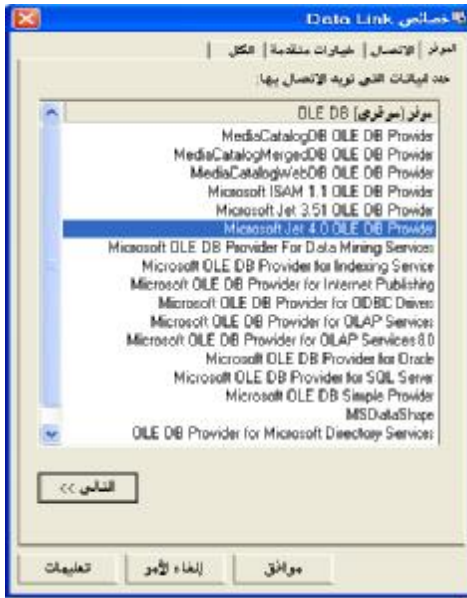 خصائص Data Link
الموفر | الاتصال | خيارات متقدمة | الكل
حدد البيانات التي تريد الاتصال بها:
موفر (موفري) OLE DB
MediaCatalogDB OLE DB Provider
MediaCatalogMergedDB OLE DB Provider
MediaCatalogWebDB OLE DB Provider
Microsoft ISAM 1.1 OLE DB Provider
Microsoft Jet 3.51 OLE DB Provider
Microsoft Jet 4.0 OLE DB Provider
Microsoft OLE DB Provider For Data Mining Services
Microsoft OLE DB Provider for Indexing Service
Microsoft OLE DB Provider for Internet Publishing
Microsoft OLE DB Provider for ODBC Drivers
Microsoft OLE DB Provider for OLAP Services
Microsoft OLE DB Provider for OLAP Services 8.0
Microsoft OLE DB Provider for Oracle
Microsoft OLE DB Provider for SQL Server
Microsoft OLE DB Simple Provider
MSDataShape
OLE DB Provider for Microsoft Directory Services
التالي >>
موافق
إلغاء الأمر
تعليمات